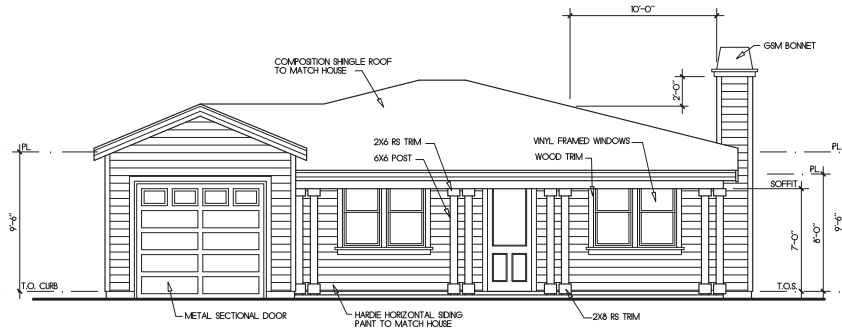 10'-0"
GSM BONNET
COMPOSITION SHINGLE ROOF
TO MATCH HOUSE
2'-0"
2X6 RS TRIM
VINYL FRAMED WINDOWS
PL.
6X6 POST
WOOD TRIM
PL.
PL.
SOFFIT
9'-6"
7'-0"
8'-0"
9'-6"
T.O. CURB
T.O.S.
METAL SECTIONAL DOOR
HARDIE HORIZONTAL SIDING
PAINT TO MATCH HOUSE
2X8 RS TRIM